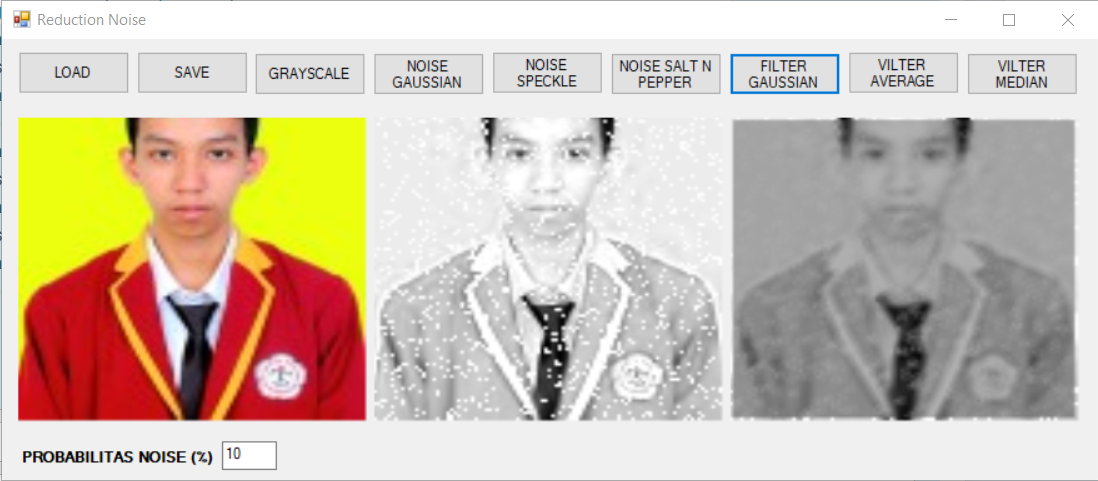 Reduction Noise
LOAD
SAVE
GRAYSCALE
NOISE
GAUSSIAN
NOISE
SPECKLE
NOISE SALT N
PEPPER
FILTER
GAUSSIAN
VILTER
AVERAGE
VILTER
MEDIAN
PROBABILITAS NOISE (%) 10